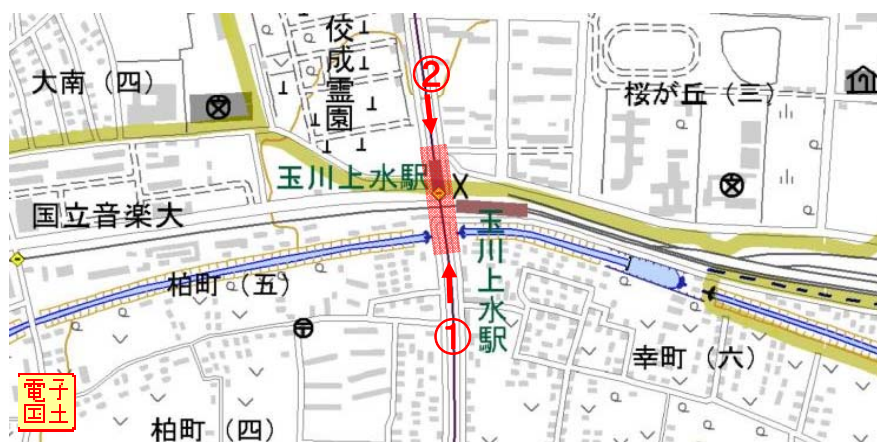 佼成霊園
②
大南（四）
桜が丘（三）
玉川上水駅
X
国立音楽大
玉川上水駅
柏町（五）
①
幸町（六）
電子国土
柏町（四）